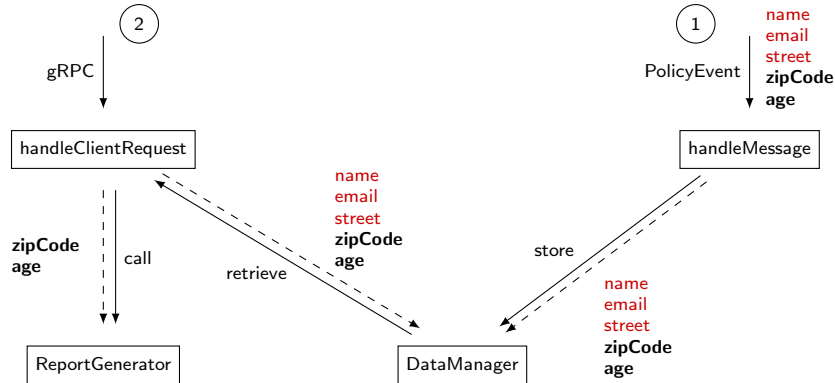 2
1
name
email
street
zipCode
age
gRPC
PolicyEvent
handleClientRequest
handleMessage
name
email
street
zipCode
age
zipCode
age
call
retrieve
store
name
email
street
zipCode
age
ReportGenerator
DataManager